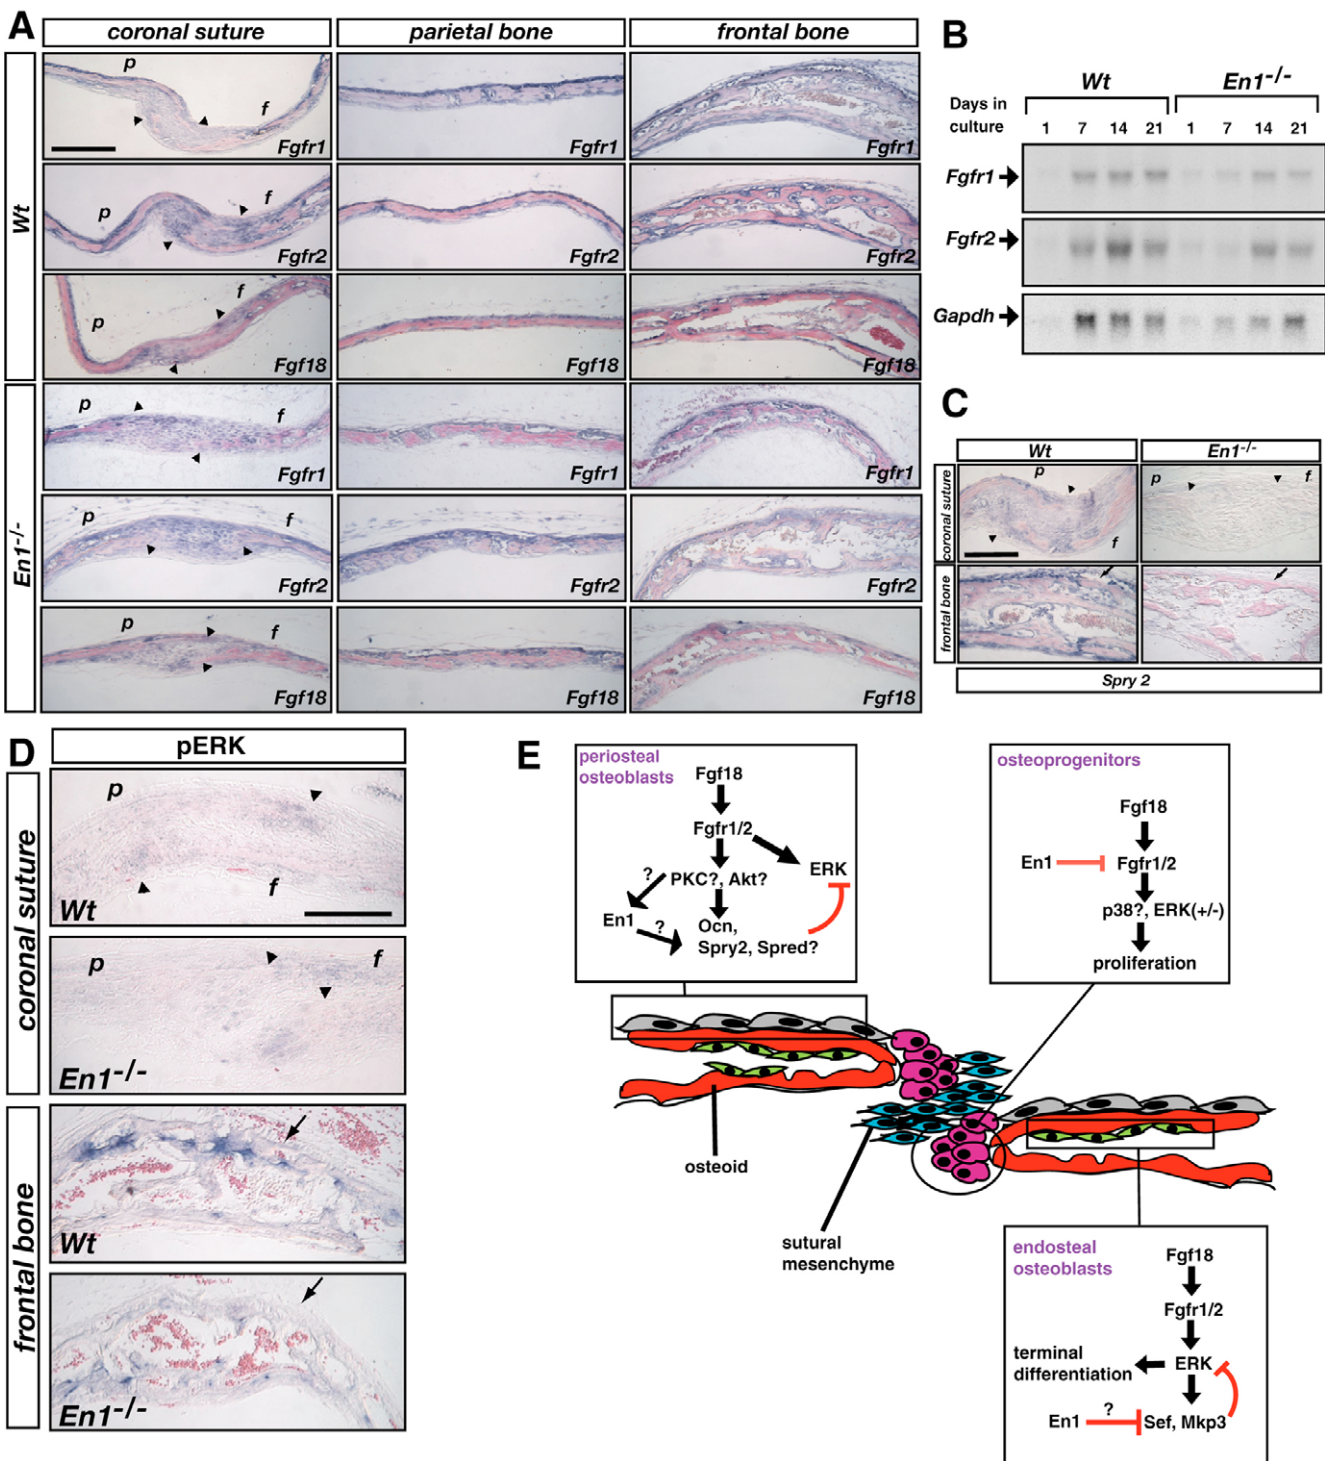 A
coronal suture
parietal bone
frontal bone
Wt
p
f
Fgfr1
Fgfr1
Fgfr1
p
f
Fgfr2
Fgfr2
Fgfr2
p
f
Fgf18
Fgf18
Fgf18
En1-/-
p
f
Fgfr1
Fgfr1
Fgfr1
p
f
Fgfr2
Fgfr2
Fgfr2
p
f
Fgf18
Fgf18
Fgf18
B
Wt
En1-/-
Days in
culture
1 7 14 21 1 7 14 21
Fgfr1
Fgfr2
Gapdh
C
Wt
En1-/-
coronal suture
p
f
p
f
frontal bone
Spry 2
D
pERK
coronal suture
p
f
Wt
p
f
En1-/-
frontal bone
Wt
En1-/-
E
periosteal
osteoblasts
Fgf18
Fgfr1/2
ERK
?
PKC?, Akt?
En1
?
Ocn,
Spry2, Spred?
osteoprogenitors
Fgf18
En1
Fgfr1/2
p38?, ERK(+/-)
proliferation
osteoid
sutural
mesenchyme
endosteal
osteoblasts
Fgf18
Fgfr1/2
terminal
differentiation
ERK
?
En1
Sef, Mkp3